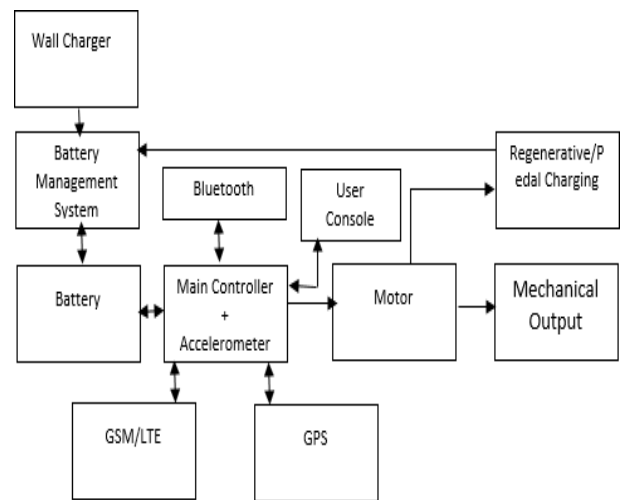 Wall Charger
Battery
Management
System
Regenerative/P
edal Charging
Bluetooth
User
Console
Battery
Main Controller
+
Accelerometer
Motor
Mechanical
Output
GSM/LTE
GPS